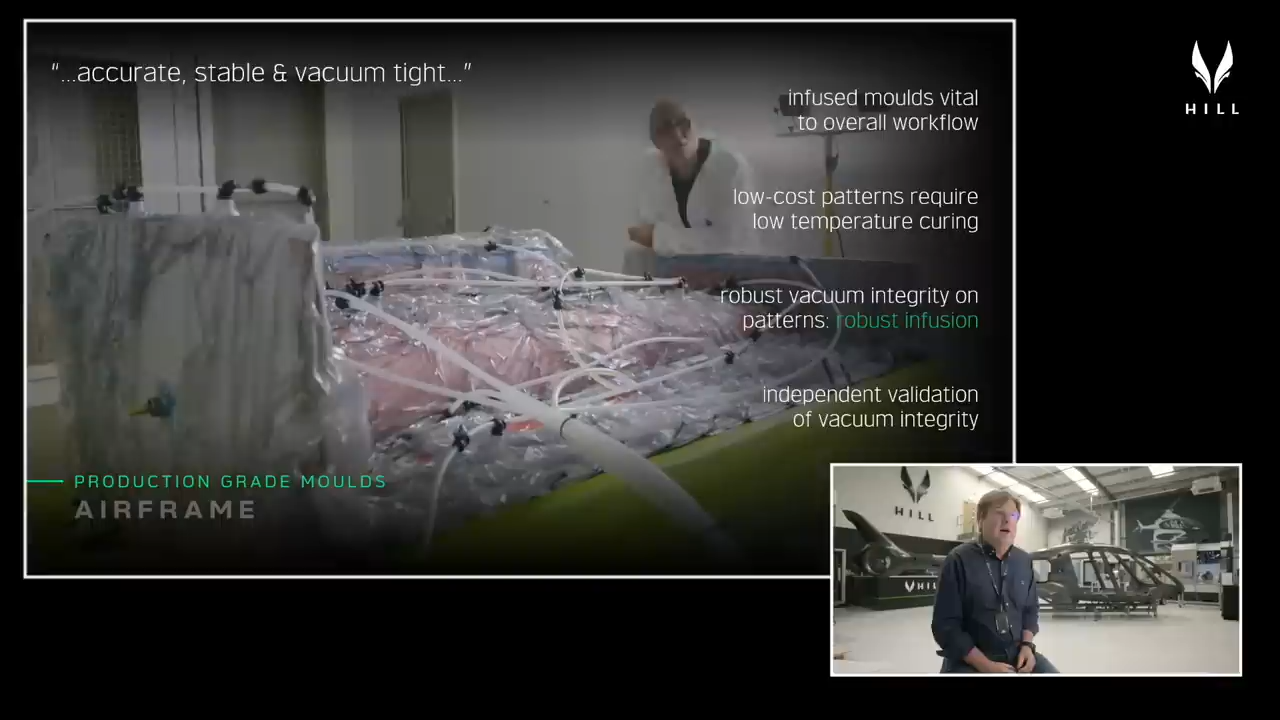 “...accurate, stable & vacuum tight...”
infused moulds vital
to overall workflow
low-cost patterns require
low temperature curing
robust vacuum integrity on
patterns: robust infusion
independent validation
of vacuum integrity
PRODUCTION GRADE MOULDS
AIRFRAME
HILL
HILL
HILL